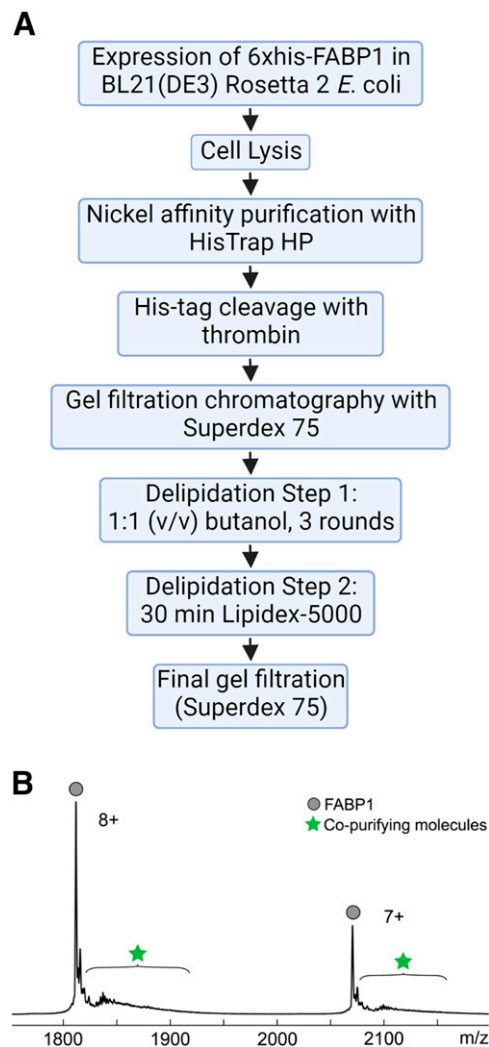 A
Expression of 6xhis-FABP1 in
BL21(DE3) Rosetta 2 E. coli
Cell Lysis
Nickel affinity purification with
HisTrap HP
His-tag cleavage with
thrombin
Gel filtration chromatography with
Superdex 75
Delipidation Step 1:
1:1 (v/v) butanol, 3 rounds
Delipidation Step 2:
30 min Lipidex-5000
Final gel filtration
(Superdex 75)
B
8+
FABP1
Co-purifying molecules
7+
1800 1900 2000 2100 m/z